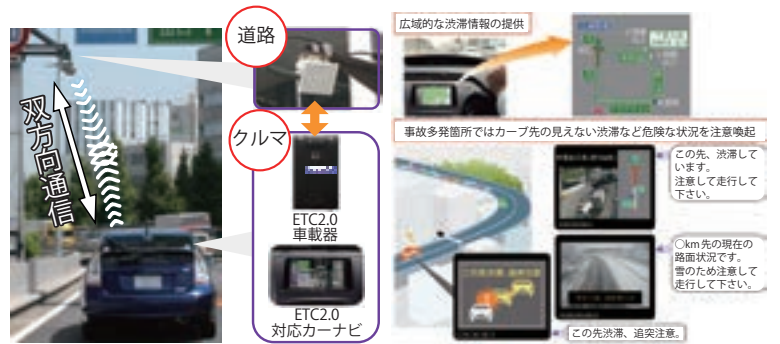 双方向通信
道路
クルマ
ETC2.0
車載器
ETC2.0
対応カーナビ
広域的な渋滞情報の提供
事故多発箇所ではカーブ先の見えない渋滞など危険な状況を注意喚起
この先、渋滞して
います。
注意して走行して
下さい。
○km先の現在の
路面状況です。
雪のため注意して
走行して下さい。
この先渋滞、追突注意。